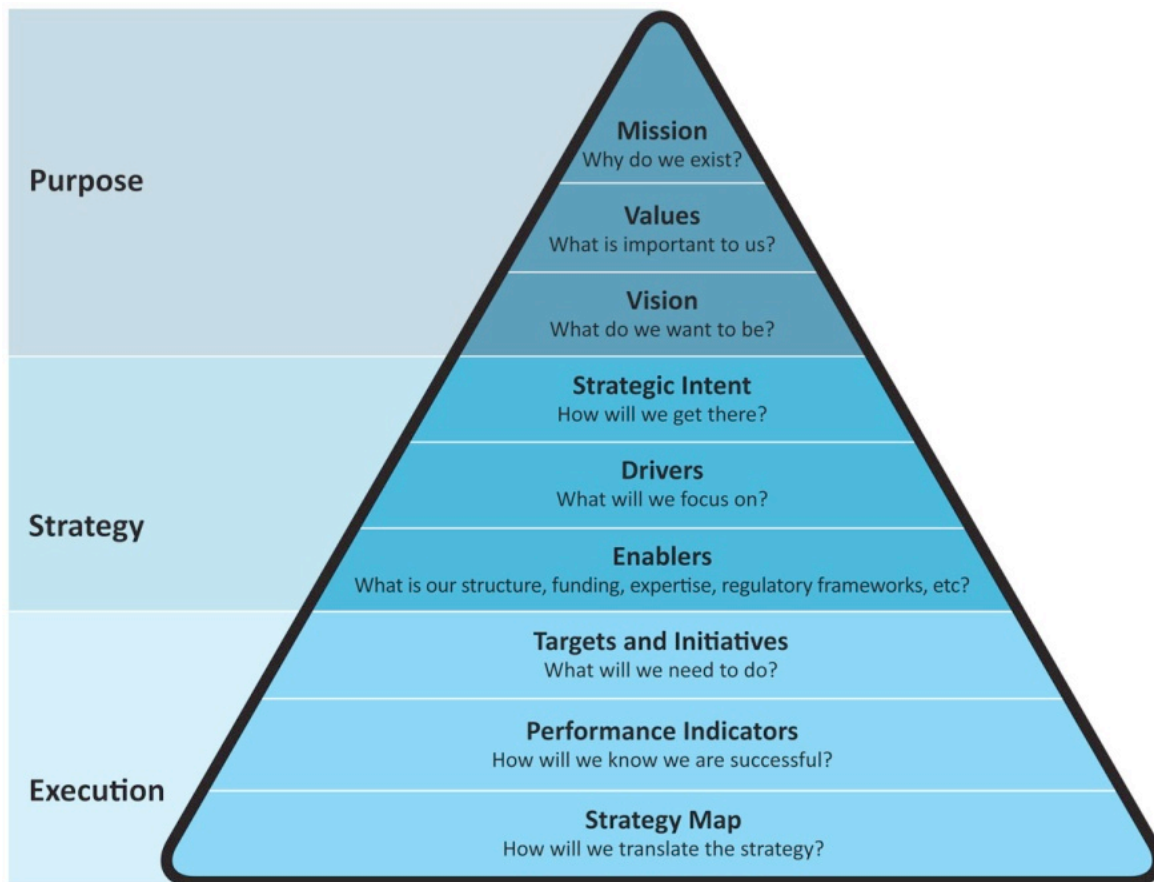 Purpose
Mission
Why do we exist?
Values
What is important to us?
Vision
What do we want to be?
Strategy
Strategic Intent
How will we get there?
Drivers
What will we focus on?
Enablers
What is our structure, funding, expertise, regulatory frameworks, etc?
Execution
Targets and Initiatives
What will we need to do?
Performance Indicators
How will we know we are successful?
Strategy Map
How will we translate the strategy?